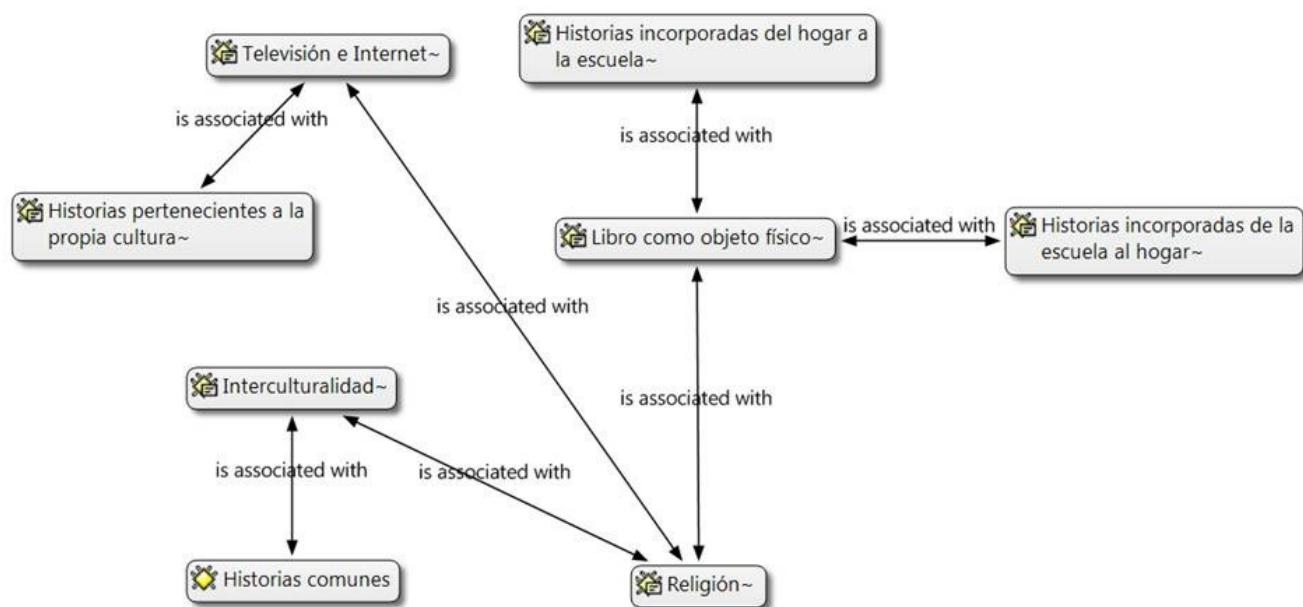 Historias incorporadas del hogar a
la escuela~
Televisión e Internet~
is associated with
is associated with
Historias pertenecientes a la
propia cultura~
Libro como objeto físico~
is associated with
Historias incorporadas de la
escuela al hogar~
is associated with
Interculturalidad~
is associated with
is associated with
is associated with
Historias comunes
Religión~